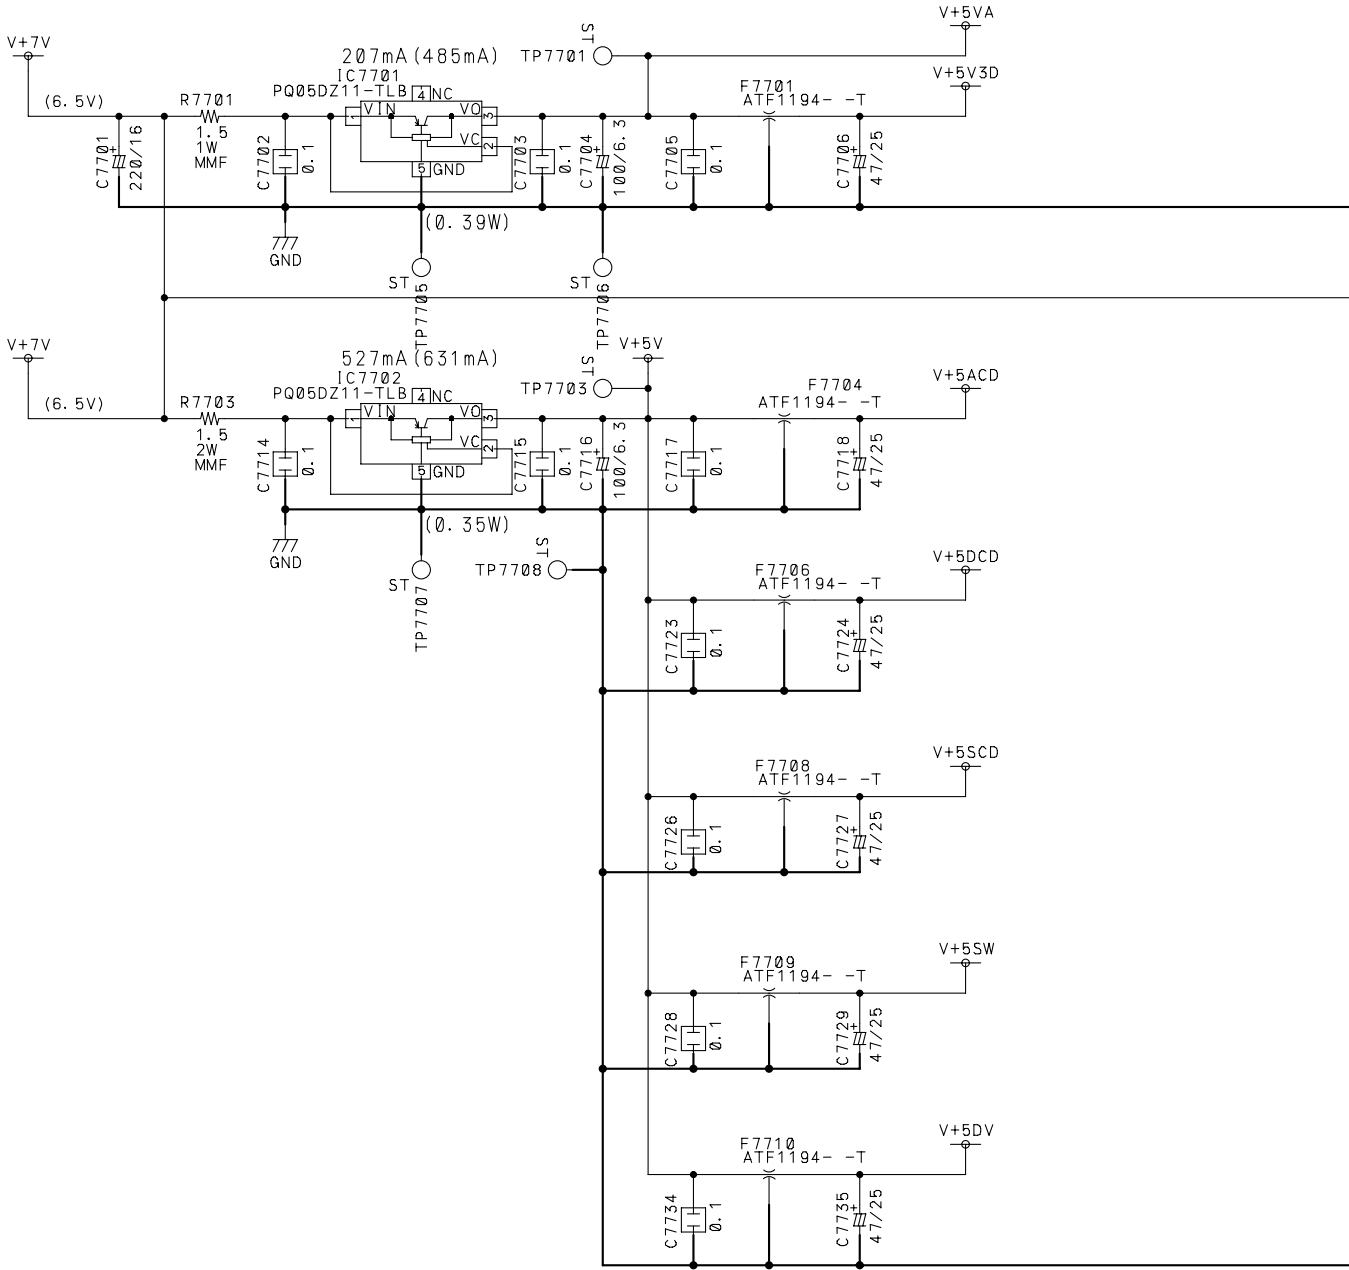 V+7V
(6.5V)
C7701
+
220/16
R7701
1.5
1W
MMF
C7702
0.1
GND
207mA(485mA)
IC7701
PQ05DZ11-TLB
4
NC
VIN
VO
1
3
VC
2
5
GND
(0.39W)
ST
TP7705
ST
TP7706
C7703
0.1
C7704
+
100/6.3
ST
TP7701
C7705
0.1
F7701
ATF1194- -T
C7706
+
47/25
V+5VA
V+5V3D
V+7V
(6.5V)
R7703
1.5
2W
MMF
C7714
0.1
GND
527mA(631mA)
IC7702
PQ05DZ11-TLB
4
NC
VIN
VO
1
3
VC
2
5
GND
(0.35W)
ST
TP7707
C7715
0.1
C7716
+
100/6.3
ST
TP7703
V+5V
C7717
0.1
F7704
ATF1194- -T
C7718
+
47/25
V+5ACD
ST
TP7708
C7723
0.1
F7706
ATF1194- -T
C7724
+
47/25
V+5DCD
C7726
0.1
F7708
ATF1194- -T
C7727
+
47/25
V+5SCD
C7728
0.1
F7709
ATF1194- -T
C7729
+
47/25
V+5SW
C7734
0.1
F7710
ATF1194- -T
C7735
+
47/25
V+5DV